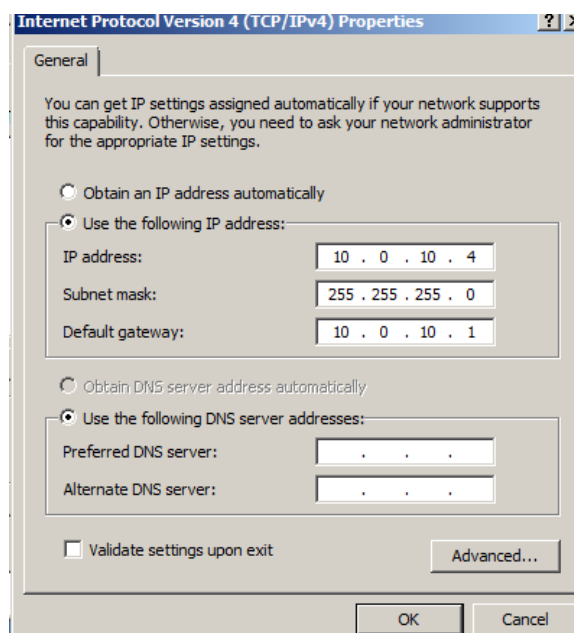 Internet Protocol Version 4 (TCP/IPv4) Properties
General
You can get IP settings assigned automatically if your network supports
this capability. Otherwise, you need to ask your network administrator
for the appropriate IP settings.
Obtain an IP address automatically
Use the following IP address:
IP address: 10 . 0 . 10 . 4
Subnet mask: 255 . 255 . 255 . 0
Default gateway: 10 . 0 . 10 . 1
Obtain DNS server address automatically
Use the following DNS server addresses:
Preferred DNS server: . . .
Alternate DNS server: . . .
Validate settings upon exit
Advanced...
OK Cancel